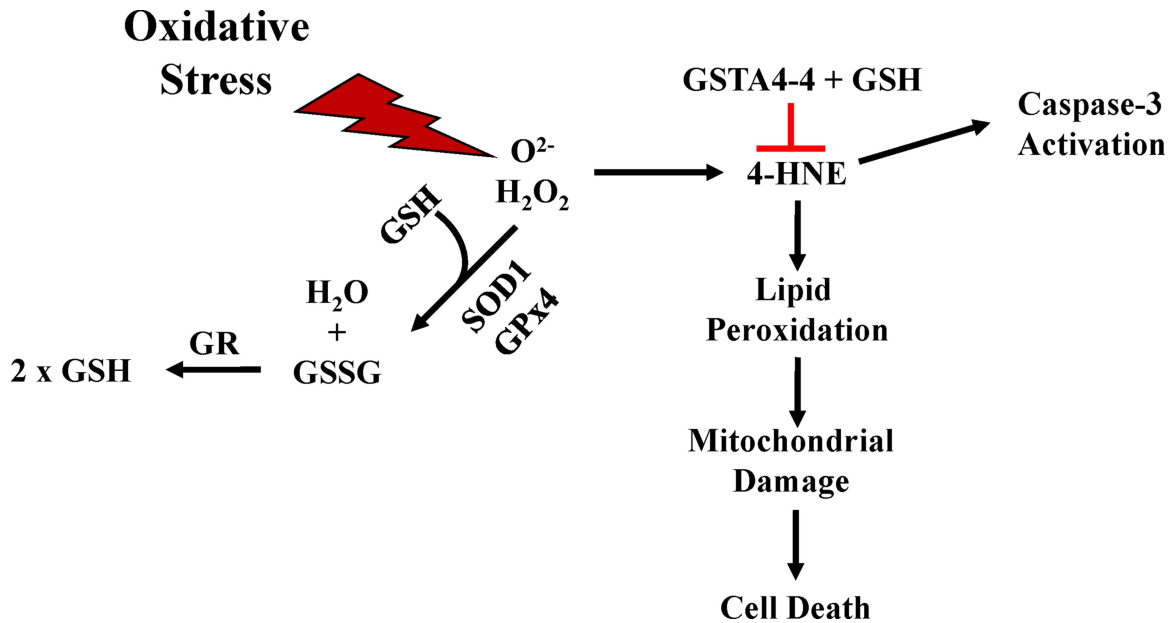 Oxidative
Stress
O²⁻
H₂O₂
GSH
SOD1
GPx4
H₂O
+
GSSG
GR
2 x GSH
GSTA4-4 + GSH
4-HNE
Caspase-3
Activation
Lipid
Peroxidation
Mitochondrial
Damage
Cell Death